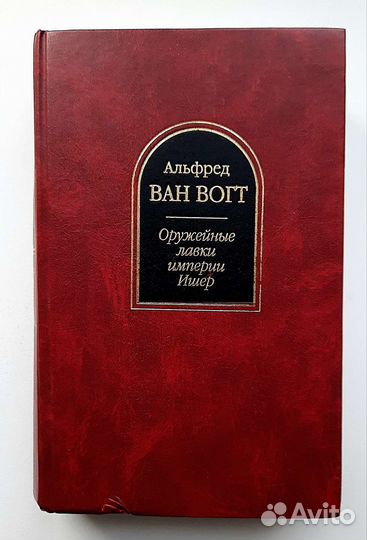 Альфред
ВАН ВОГТ
Оружейные
лавки
империи
Ишер
Avito